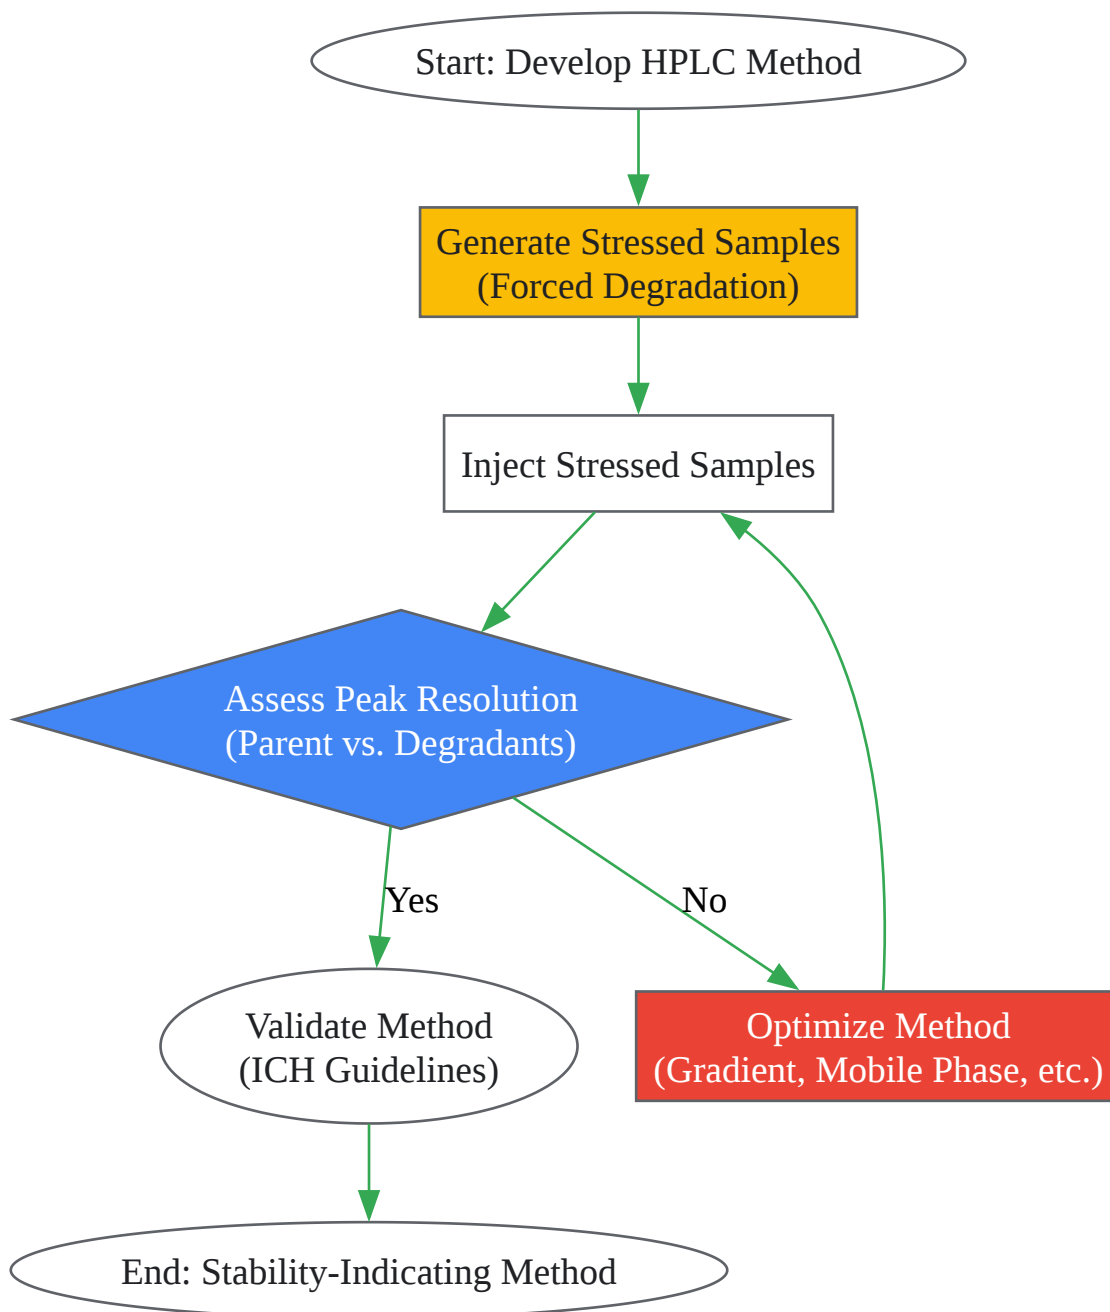 Start: Develop HPLC Method
Generate Stressed Samples
(Forced Degradation)
Inject Stressed Samples
Assess Peak Resolution
(Parent vs. Degradants)
Yes
No
Validate Method
(ICH Guidelines)
Optimize Method
(Gradient, Mobile Phase, etc.)
End: Stability-Indicating Method